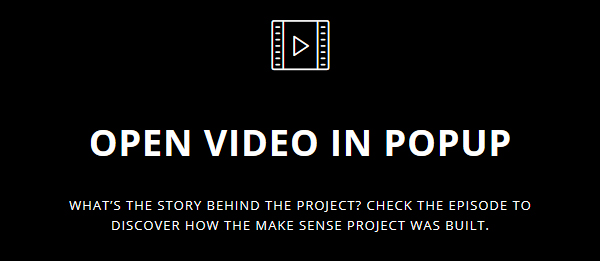 OPEN VIDEO IN POPUP
WHAT'S THE STORY BEHIND THE PROJECT? CHECK THE EPISODE TO
DISCOVER HOW THE MAKE SENSE PROJECT WAS BUILT.